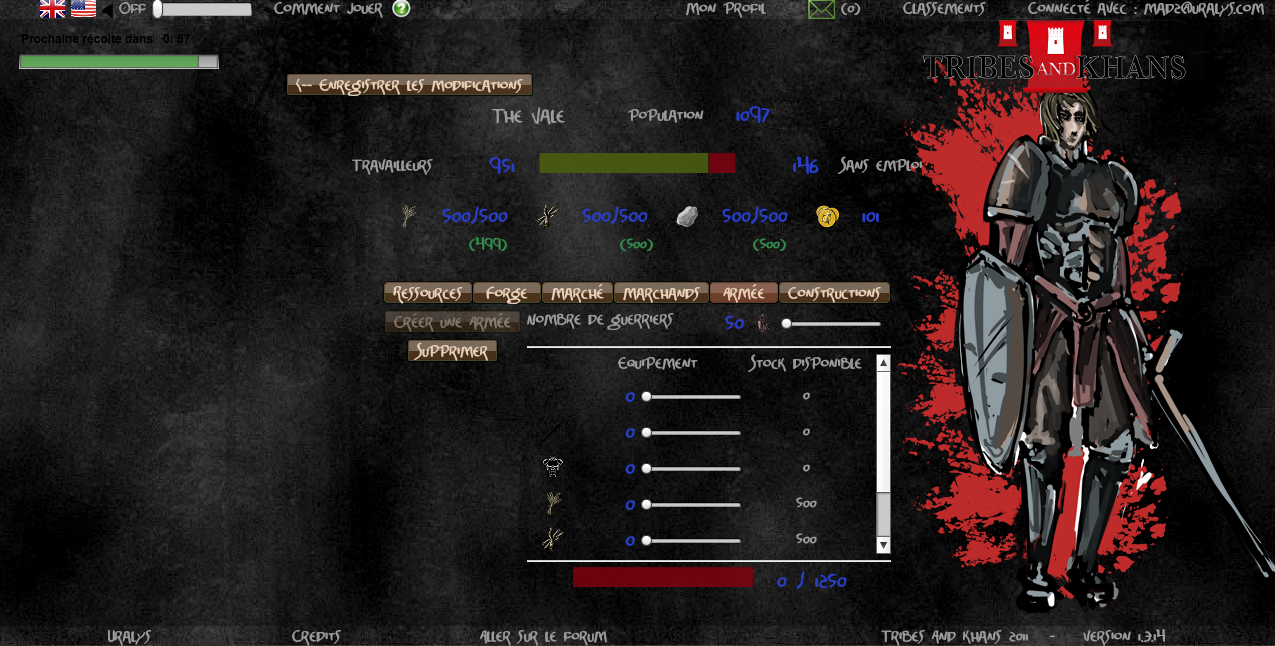 Off Comment jouer ? Mon Profil (0) Classements Connecté avec : mad2@uralys.com
Prochaine récolte dans 0: 57
TRIBES AND KHANS
<-- Enregistrer les modifications
The Vale Population 1097
Travailleurs 951 146 Sans emploi
500/500 500/500 500/500 101
(499) (500) (500)
Ressources Forge Marché Marchands Armée Constructions
Créer une armée Nombre de guerriers 50
Supprimer
Equipement Stock disponible
0 0
0 0
0 0
0 500
0 500
0 / 1250
Uralys Credits Aller sur le forum Tribes and Khans 2011 - version 1.3.14